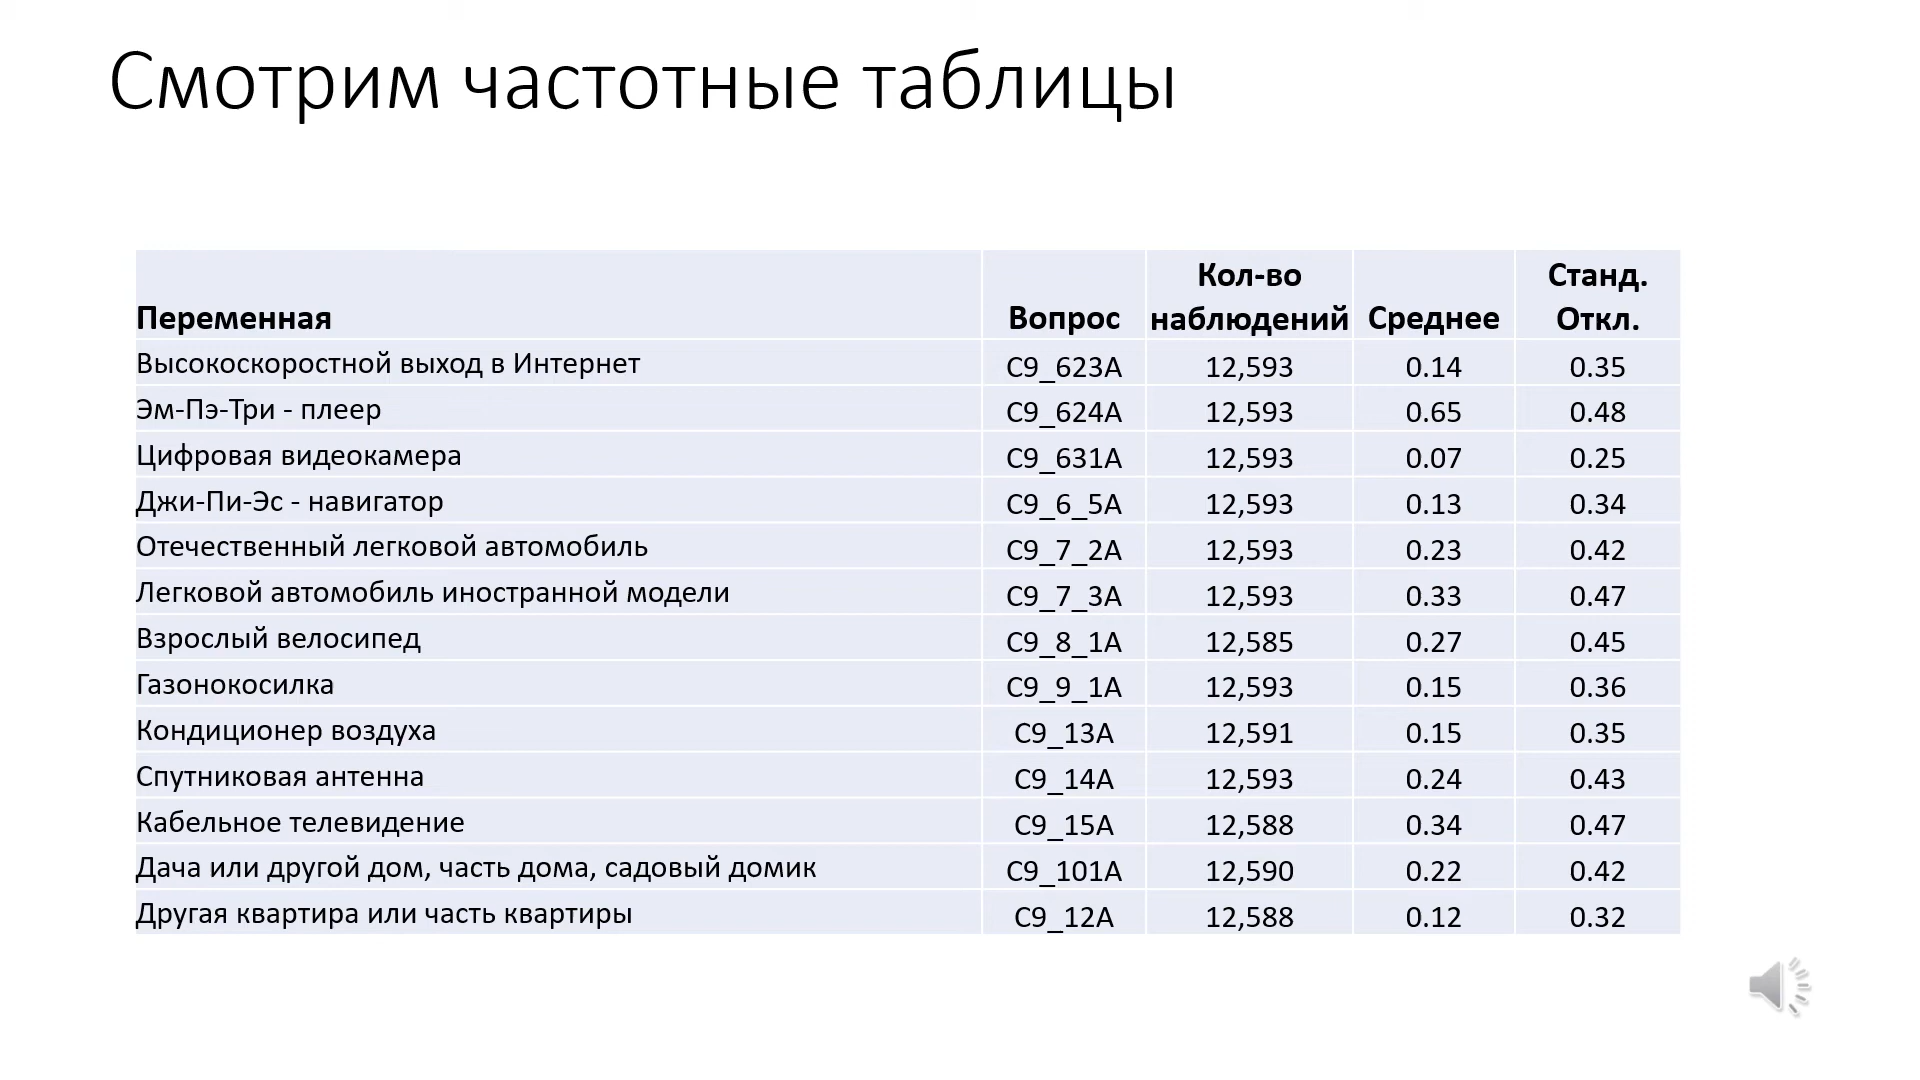 Смотрим частотные таблицы
Переменная Вопрос Кол-во наблюдений Среднее Станд. Откл.
Высокоскоростной выход в Интернет C9_623A 12,593 0.14 0.35
Эм-Пэ-Три - плеер C9_624A 12,593 0.65 0.48
Цифровая видеокамера C9_631A 12,593 0.07 0.25
Джи-Пи-Эс - навигатор C9_6_5A 12,593 0.13 0.34
Отечественный легковой автомобиль C9_7_2A 12,593 0.23 0.42
Легковой автомобиль иностранной модели C9_7_3A 12,593 0.33 0.47
Взрослый велосипед C9_8_1A 12,585 0.27 0.45
Газонокосилка C9_9_1A 12,593 0.15 0.36
Кондиционер воздуха C9_13A 12,591 0.15 0.35
Спутниковая антенна C9_14A 12,593 0.24 0.43
Кабельное телевидение C9_15A 12,588 0.34 0.47
Дача или другой дом, часть дома, садовый домик C9_101A 12,590 0.22 0.42
Другая квартира или часть квартиры C9_12A 12,588 0.12 0.32